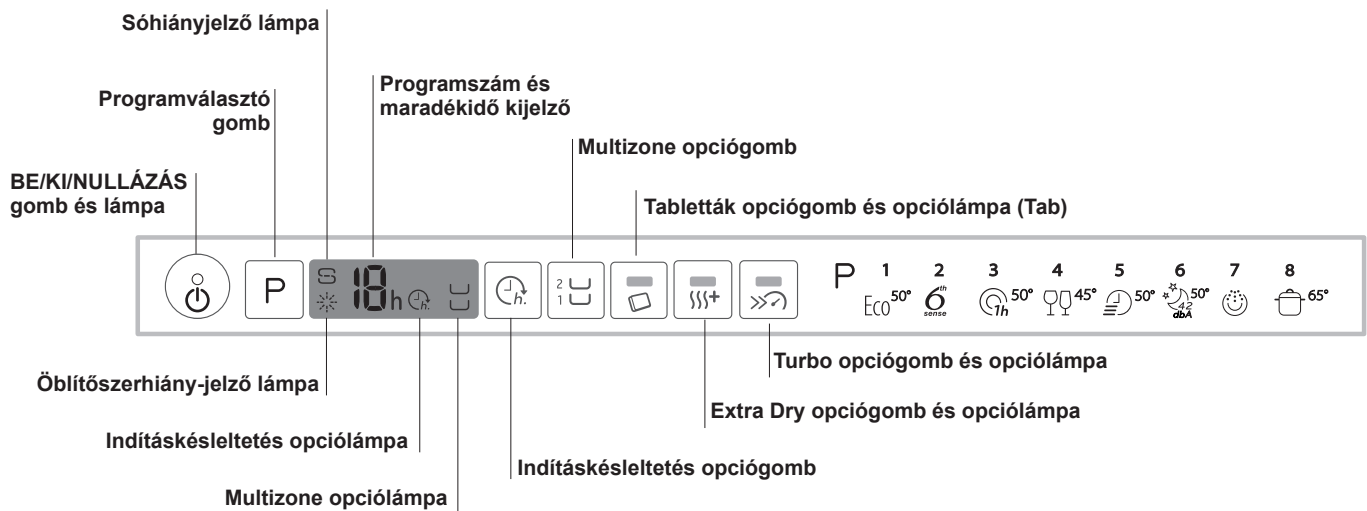 Sóhiányjelző lámpa
Programválasztó
gomb
Programszám és
maradékidő kijelző
Multizone opciógomb
BE/KI/NULLÁZÁS
gomb és lámpa
Tabletták opciógomb és opciólámpa (Tab)
P
18h
h.
h.
2
1
P
1 2 3 4 5 6 7 8
Eco 50°
6th
sense
1h 50°
45°
50°
50°
42
dbA
65°
Turbo opciógomb és opciólámpa
Öblítőszerhiány-jelző lámpa
Extra Dry opciógomb és opciólámpa
Indításkésleltetés opciólámpa
Indításkésleltetés opciógomb
Multizone opciólámpa